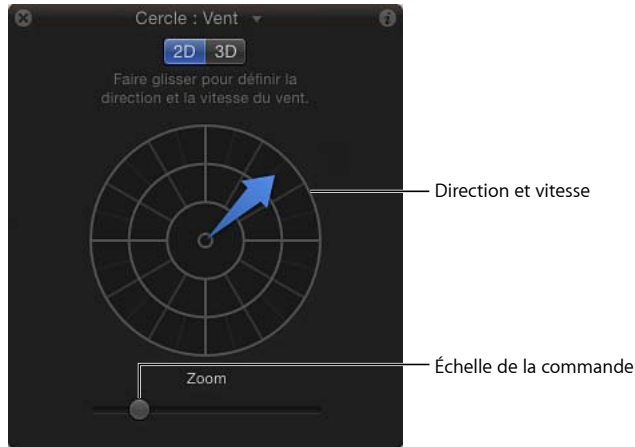 Cercle : Vent
2D 3D
Faire glisser pour définir la
direction et la vitesse du vent.
Direction et vitesse
Échelle de la commande
Zoom